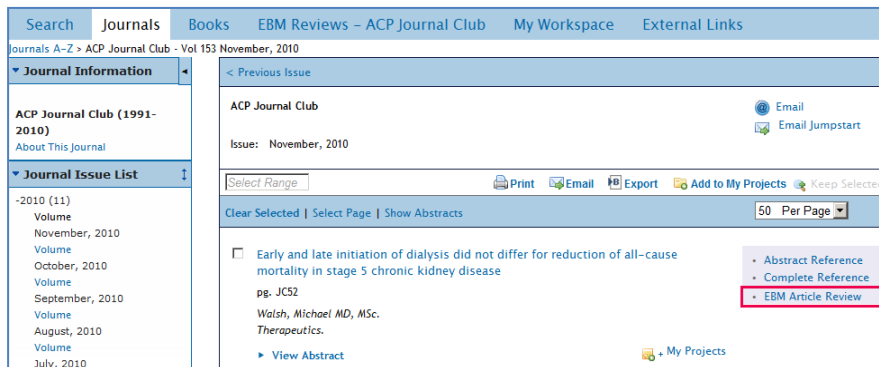 Search Journals Books EBM Reviews - ACP Journal Club My Workspace External Links
Journals A-Z > ACP Journal Club - Vol 153 November, 2010
Journal Information
ACP Journal Club (1991-
2010)
About This Journal
Journal Issue List
-2010 (11)
Volume
November, 2010
Volume
October, 2010
Volume
September, 2010
Volume
August, 2010
Volume
July, 2010
< Previous Issue
ACP Journal Club
Issue: November, 2010
Email
Email Jumpstart
Select Range Print Email Export Add to My Projects Keep Selected
Clear Selected | Select Page | Show Abstracts 50 Per Page
Early and late initiation of dialysis did not differ for reduction of all-cause
mortality in stage 5 chronic kidney disease
pg. JC52
Walsh, Michael MD, MSc.
Therapeutics.
View Abstract
+ My Projects
• Abstract Reference
• Complete Reference
• EBM Article Review